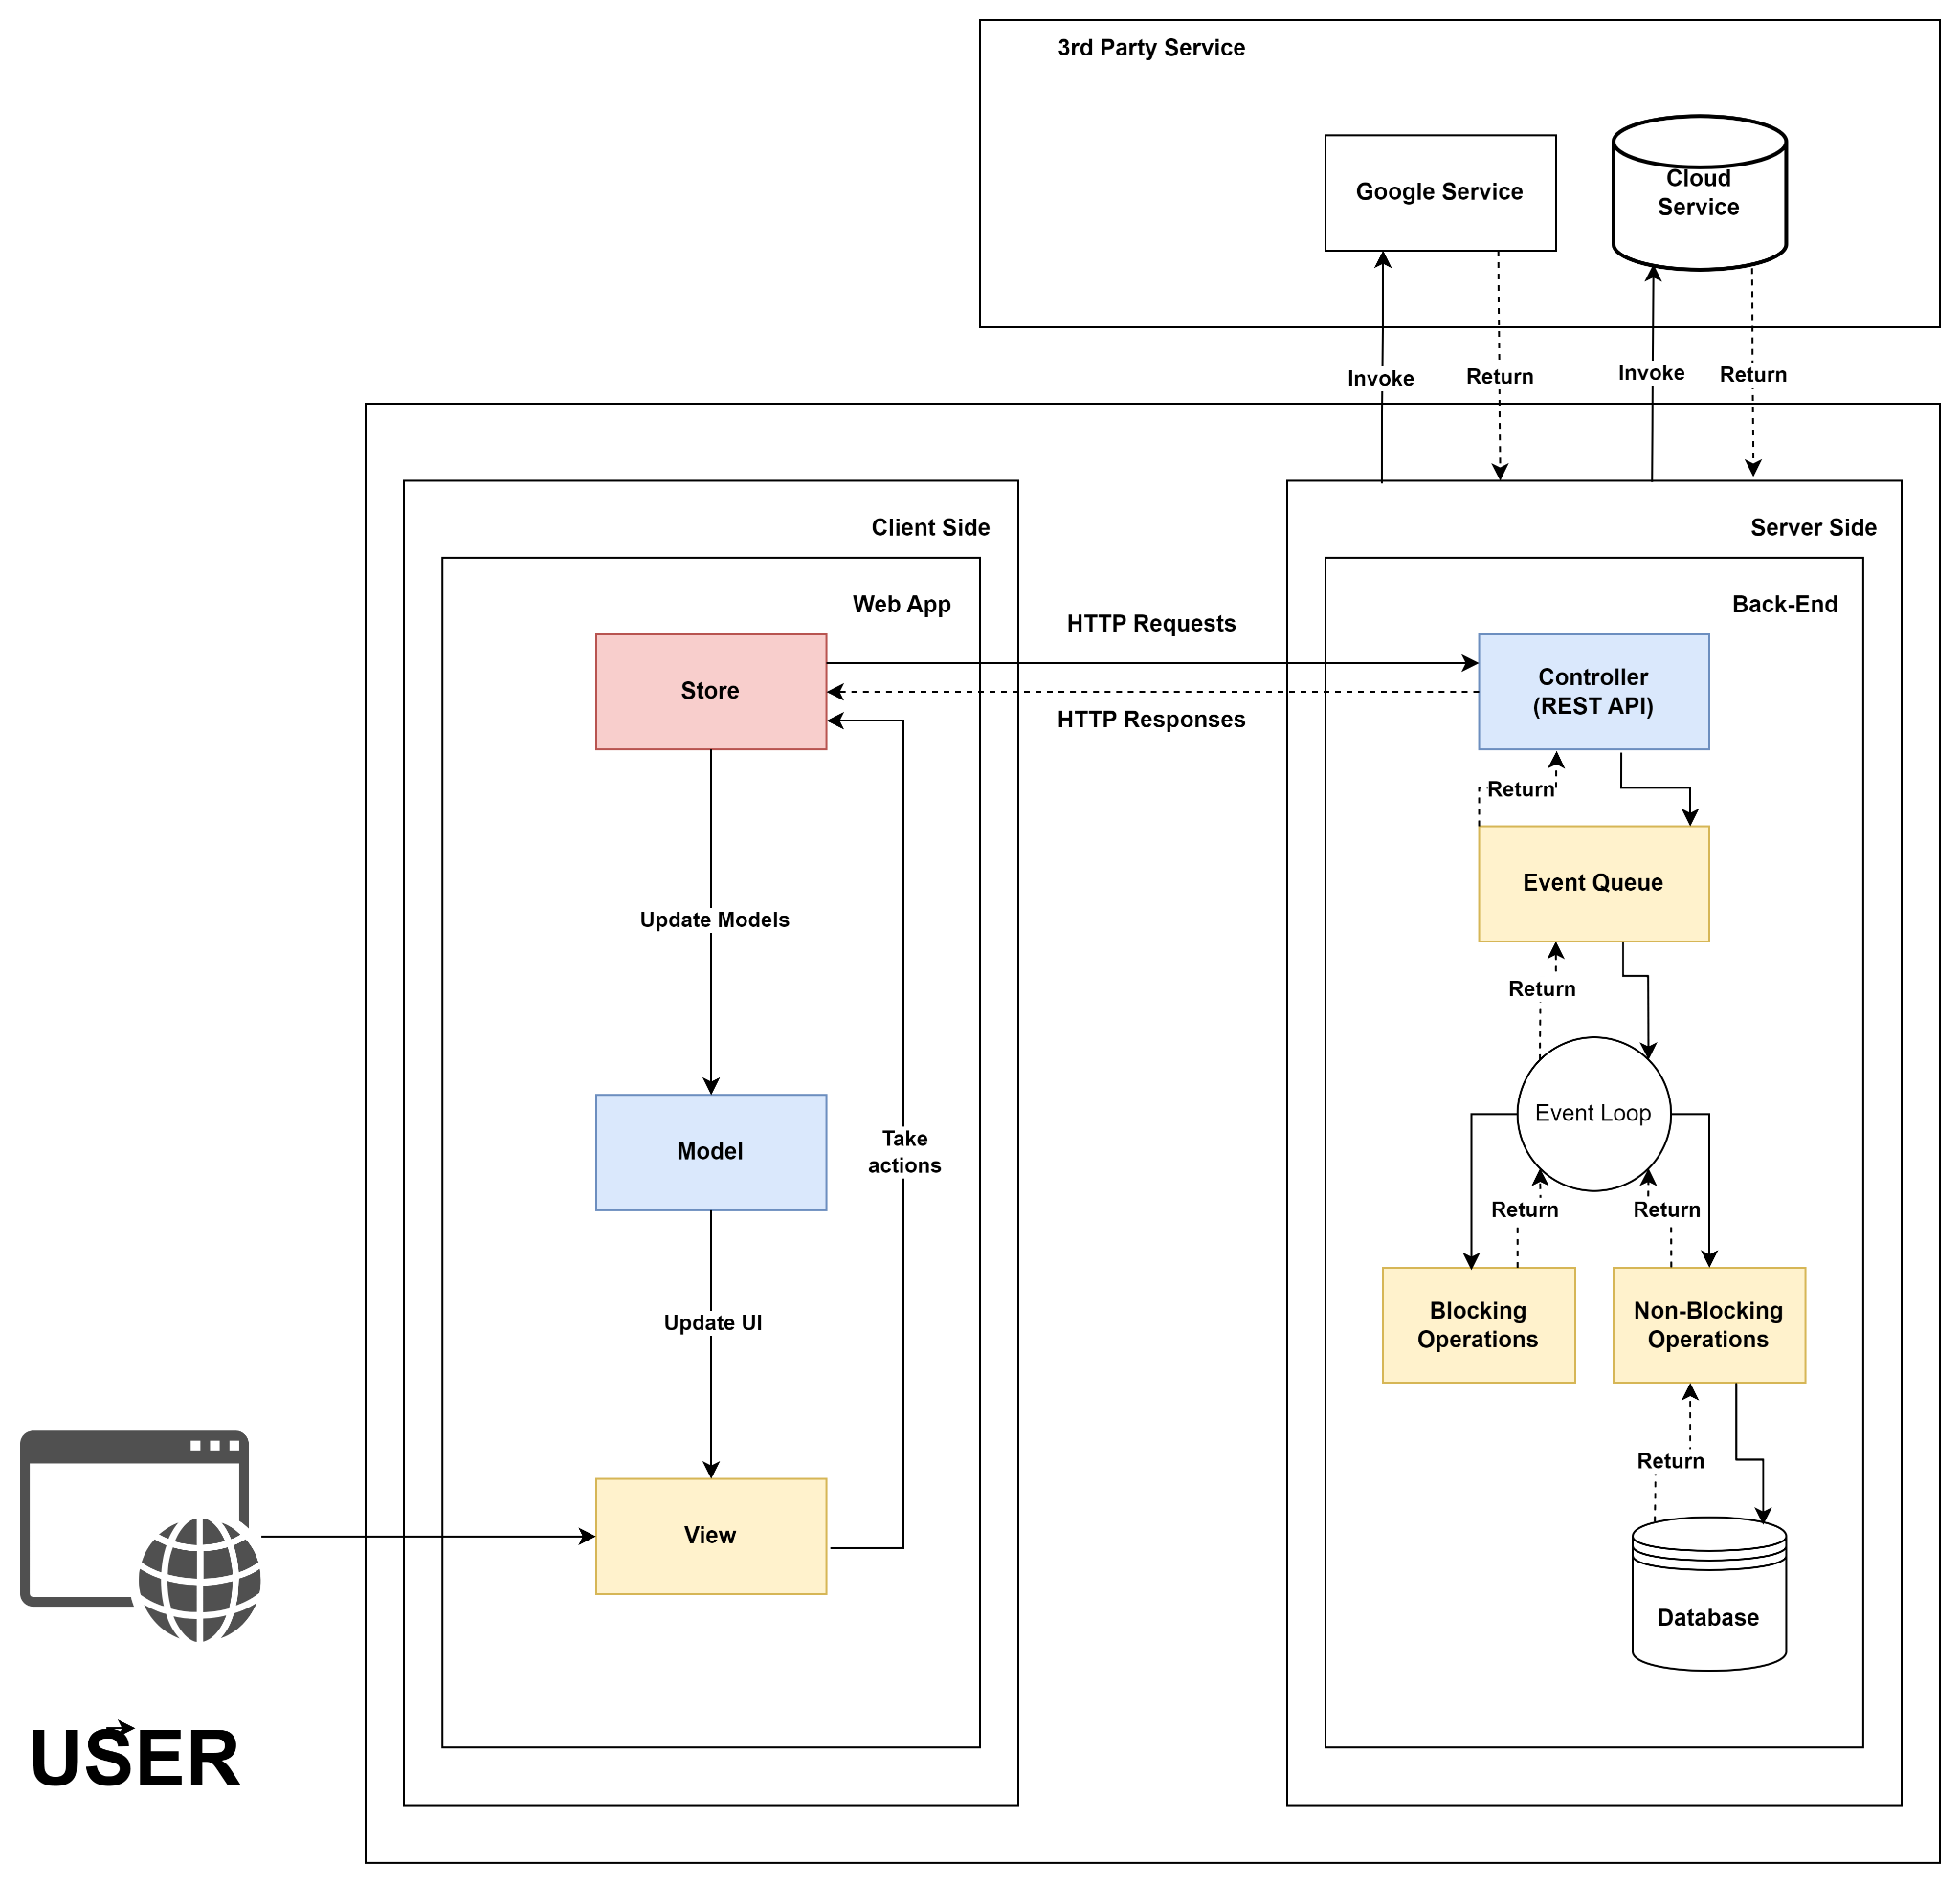 3rd Party Service
Google Service
Cloud
Service
Invoke
Return
Invoke
Return
Client Side
Server Side
Web App
Back-End
HTTP Requests
Store
Controller
(REST API)
HTTP Responses
Return
Event Queue
Update Models
Return
Event Loop
Take
actions
Model
Return
Return
Blocking
Operations
Non-Blocking
Operations
Update UI
Return
View
Database
USER